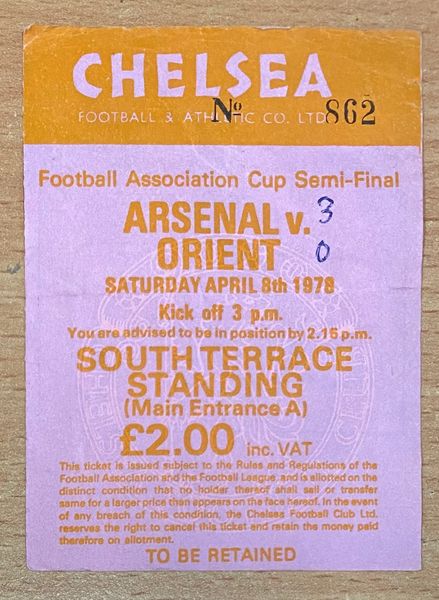 CHELSEA
FOOTBALL & ATHLETIC CO. LTD.
No 862
Football Association Cup Semi-Final
ARSENAL v. 3
ORIENT 0
SATURDAY APRIL 8th 1978
Kick off 3 p.m.
You are advised to be in position by 2.15 p.m.
SOUTH TERRACE
STANDING
(Main Entrance A)
£2.00 inc. VAT
This ticket is issued subject to the Rules and Regulations of the
Football Association and the Football League, and is allotted on the
distinct condition that no holder thereof shall sell or transfer
same for a larger price than appears on the face hereof. In the event
of any breach of this condition, the Chelsea Football Club Ltd.
reserves the right to cancel this ticket and retain the money paid
therefore on allotment.
TO BE RETAINED